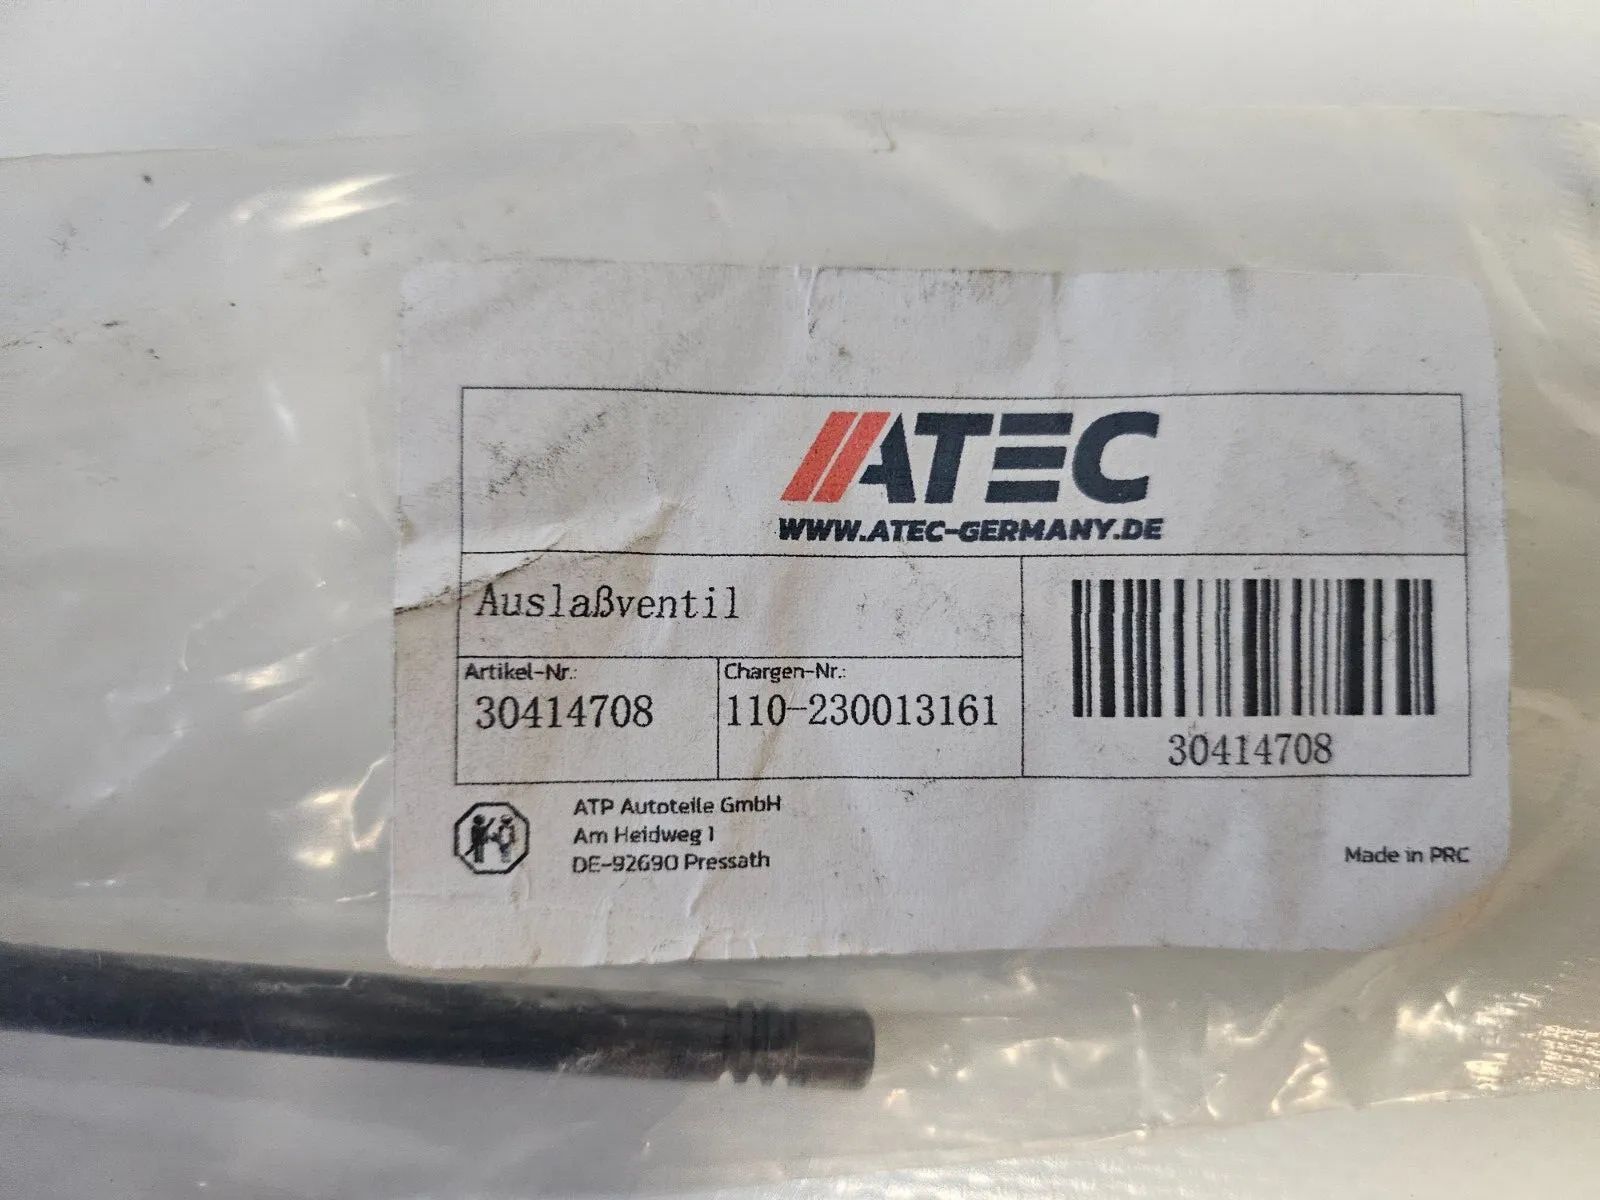 ATEC
WWW.ATEC-GERMANY.DE
Auslaßventil
Artikel-Nr.:
30414708
Chargen-Nr.:
110-230013161
30414708
ATP Autoteile GmbH
Am Heidweg 1
DE-92690 Pressath
Made in PRC